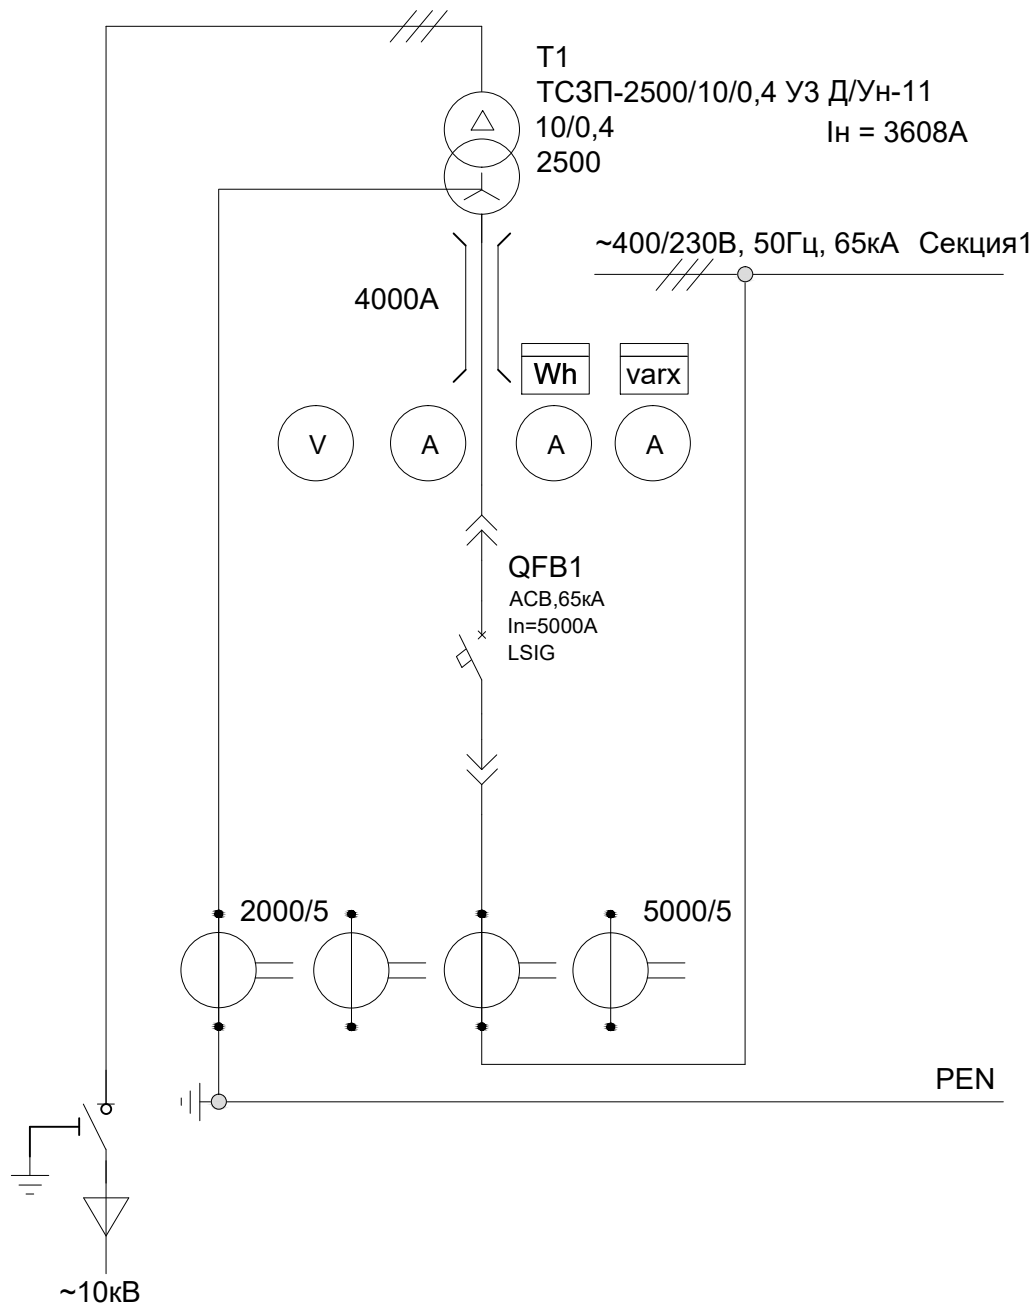 T1
ТСЗП-2500/10/0,4 У3 Д/Ун-11
10/0,4
Iн = 3608А
2500
~400/230В, 50Гц, 65кА Секция1
4000А
Wh
varx
V
A
A
A
QFB1
ACB,65кА
In=5000A
LSIG
2000/5
5000/5
PEN
~10кВ